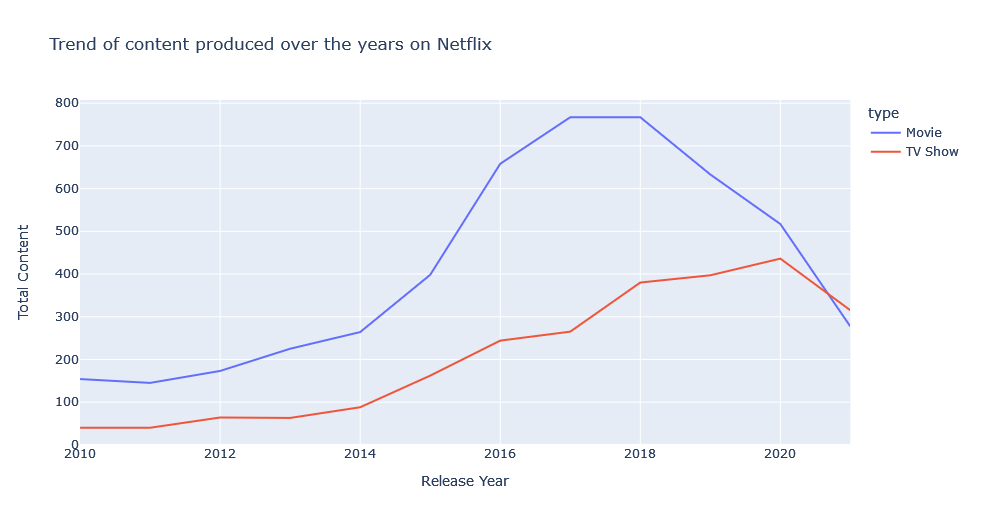 Trend of content produced over the years on Netflix
800
700
600
500
400
300
200
100
0
Total Content
2010 2012 2014 2016 2018 2020
Release Year
type
Movie
TV Show